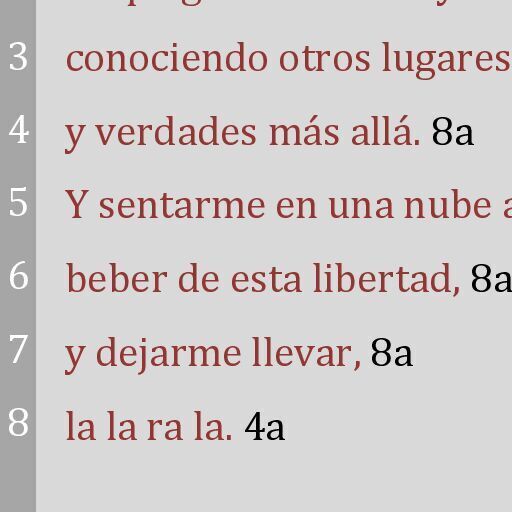 3 conociendo otros lugares
4 y verdades más allá. 8a
5 Y sentarme en una nube
6 beber de esta libertad, 8a
7 y dejarme llevar, 8a
8 la la ra la. 4a